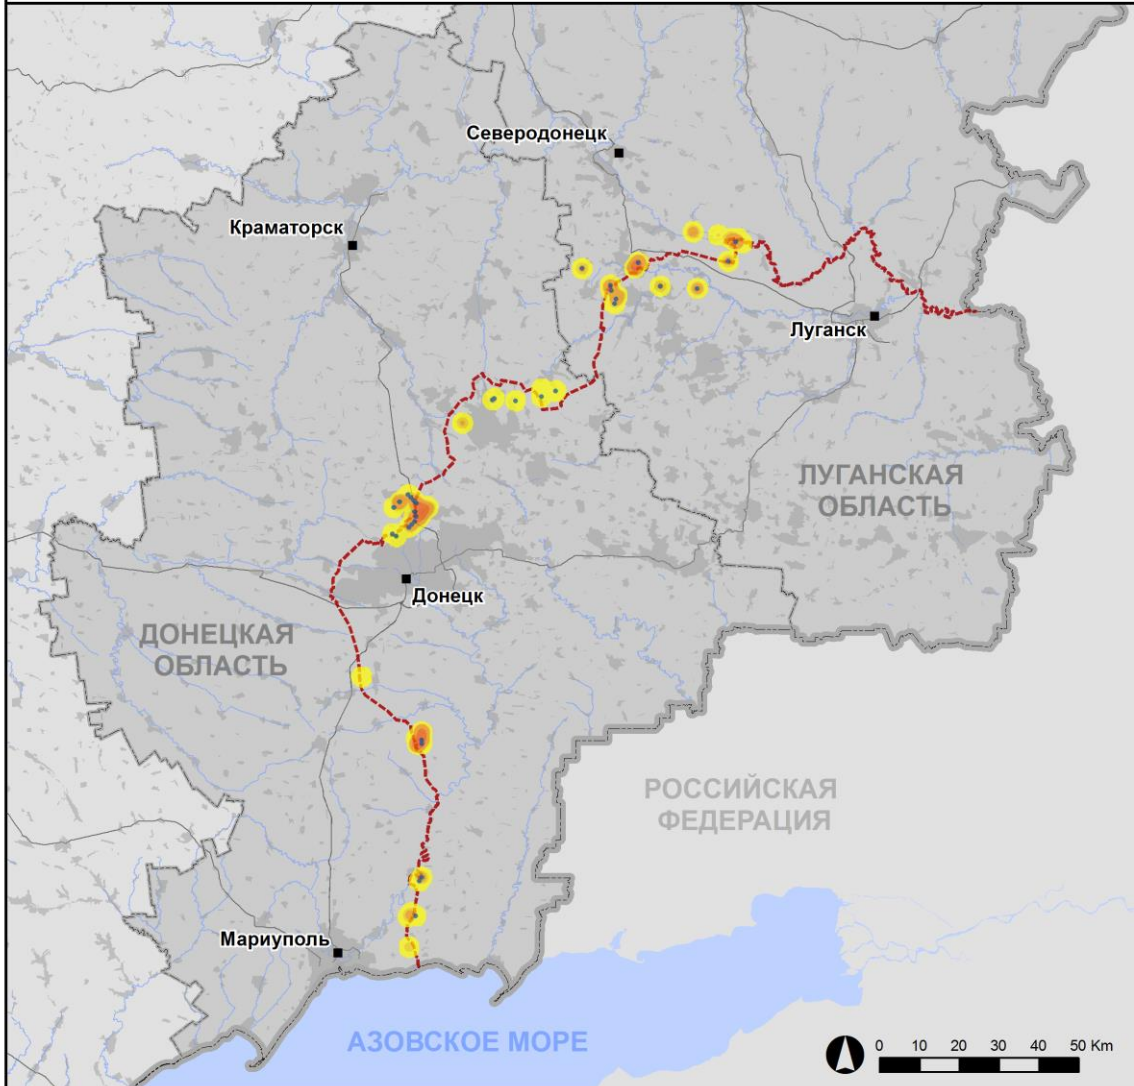 Северодонецк
Краматорск
Луганск
ЛУГАНСКАЯ
ОБЛАСТЬ
Донецк
ДОНЕЦКАЯ
ОБЛАСТЬ
РОССИЙСКАЯ
ФЕДЕРАЦИЯ
Мариуполь
АЗОВСКОЕ МОРЕ
0 10 20 30 40 50 Km